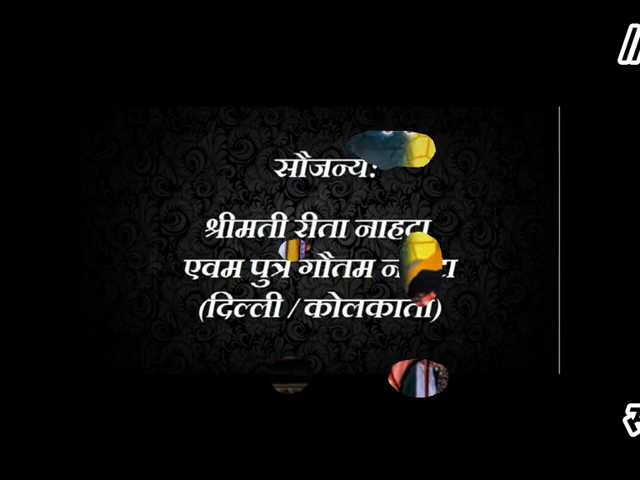 सौजन्य:
श्रीमती रीता नाहटा
एवम पुत्र गौतम
(दिल्ली / कोलकाता)